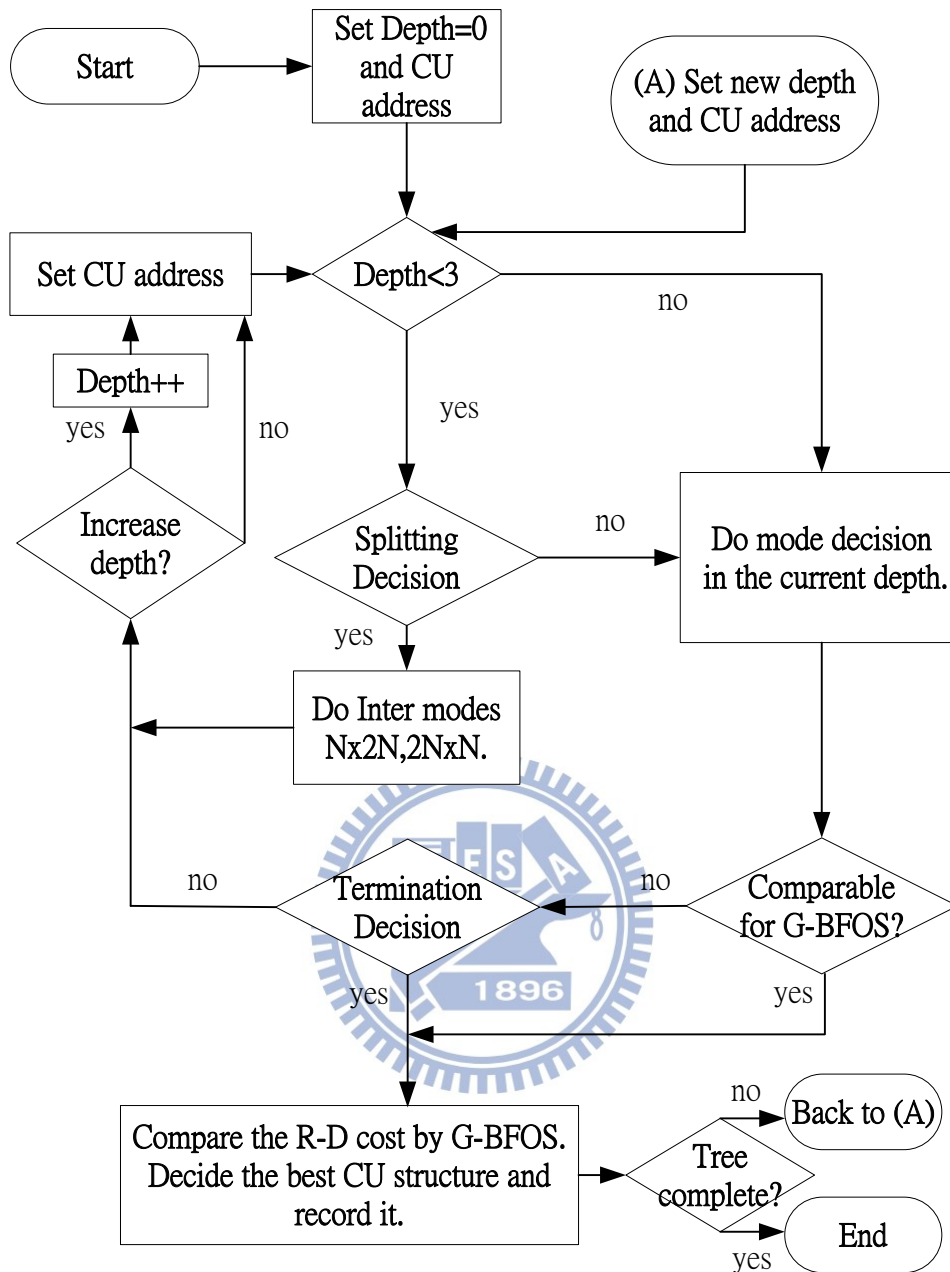 Start
Set Depth=0
and CU
address
(A) Set new depth
and CU address
Set CU address
Depth<3
no
Depth++
yes
no
yes
Increase
depth?
Splitting
Decision
no
Do mode decision
in the current depth.
yes
Do Inter modes
Nx2N,2NxN.
E S A
no
Termination
Decision
no
Comparable
for G-BFOS?
8
yes
1896
yes
Compare the R-D cost by G-BFOS.
Decide the best CU structure and
record it.
no
Back to (A)
Tree
complete?
yes
End